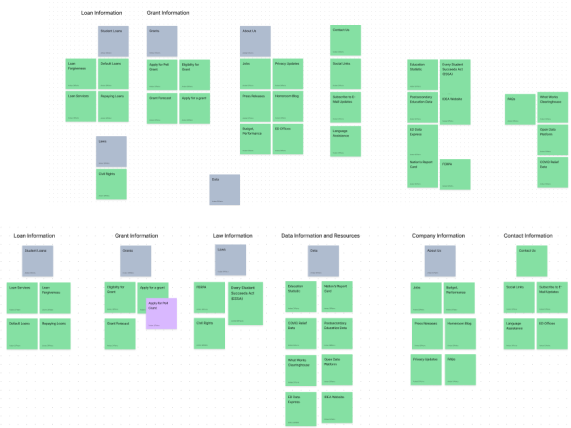 Loan Information
Grant Information
Student Loans
Grants
About Us
Contact Us
Loan
Forgiveness
Default Loans
Apply for Pell
Grant
Eligibility for
Grant
Jobs
Privacy Updates
Social Links
Education
Statistics
Every Student
Succeeds Act
(ESSA)
Loan Servicers
Repaying Loans
Grant Forecast
Apply for a grant
Press Releases
Homeroom Blog
Subscribe to E-
Mail Updates
Postsecondary
Education Data
FAQs
What Works
Clearinghouse
Budget,
Performance
ED Offices
Language
Assistance
ED Data
Express
Open Data
Platform
Laws
Civil Rights
Data
Nation's Report
Card
FERPA
COVID Relief
Data
Loan Information
Grant Information
Law Information
Data Information and Resources
Company Information
Contact Information
Student Loans
Grants
Laws
Data
About Us
Contact Us
Loan Servicers
Loan
Forgiveness
Eligibility for
Grant
Apply for a grant
Apply for Pell
Grant
FERPA
Every Student
Succeeds Act
(ESSA)
Education
Statistics
Nation's Report
Card
Jobs
Budget,
Performance
Social Links
Subscribe to E-
Mail Updates
Default Loans
Repaying Loans
Grant Forecast
Civil Rights
COVID Relief
Data
Postsecondary
Education Data
Press Releases
Homeroom Blog
Language
Assistance
ED Offices
What Works
Clearinghouse
Open Data
Platform
Privacy Updates
FAQs
ED Data
Express